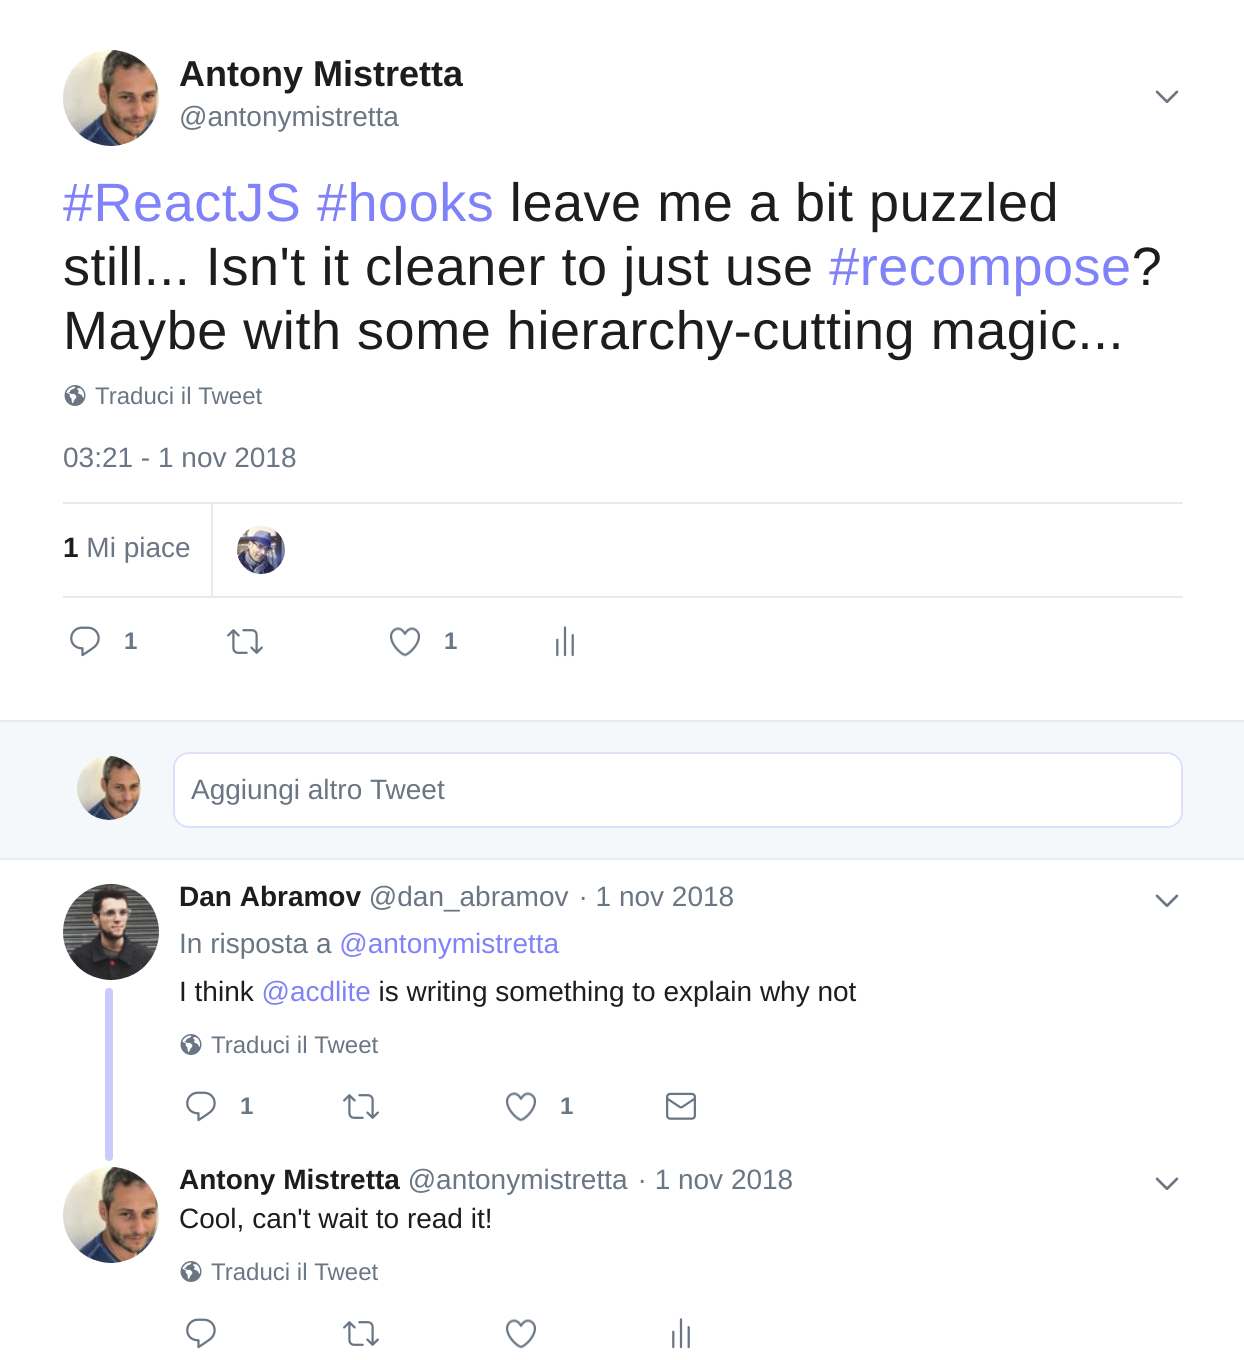 Antony Mistretta
@antonymistretta
#ReactJS #hooks leave me a bit puzzled
still... Isn't it cleaner to just use #recompose?
Maybe with some hierarchy-cutting magic...
Traduci il Tweet
03:21 - 1 nov 2018
1 Mi piace
1 1
Aggiungi altro Tweet
Dan Abramov @dan_abramov · 1 nov 2018
In risposta a @antonymistretta
I think @acdlite is writing something to explain why not
Traduci il Tweet
1 1
Antony Mistretta @antonymistretta · 1 nov 2018
Cool, can't wait to read it!
Traduci il Tweet